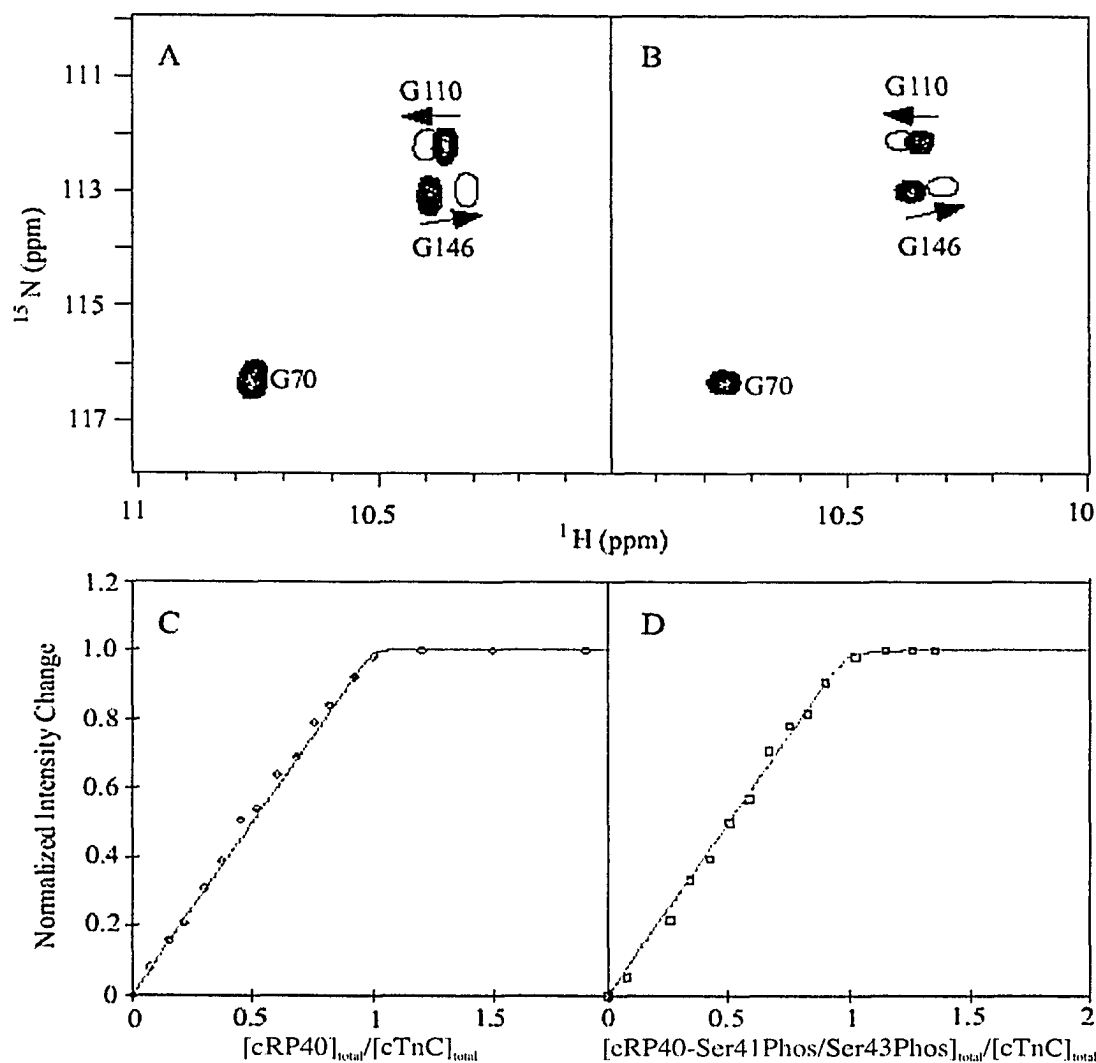 A
B
111
113
115
117
¹⁵N (ppm)
G110
G146
G70
G110
G146
G70
11
10.5
10.5
10
¹H (ppm)
C
D
1.2
1.0
0.8
0.6
0.4
0.2
0
Normalized Intensity Change
0
0.5
1
1.5
0
0.5
1
1.5
2
[cRP40]total/[cTnC]total
[cRP40-Ser41Phos/Ser43Phos]total/[cTnC]total